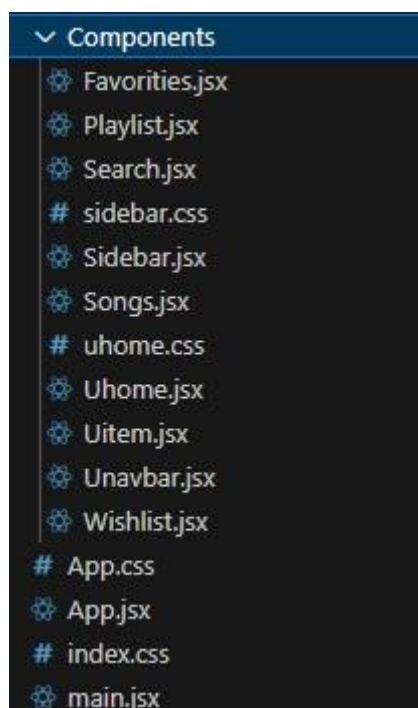 Components
Favorities.jsx
Playlist.jsx
Search.jsx
# sidebar.css
Sidebar.jsx
Songs.jsx
# uhome.css
Uhome.jsx
Uitem.jsx
Unavbar.jsx
Wishlist.jsx
# App.css
App.jsx
# index.css
main.jsx